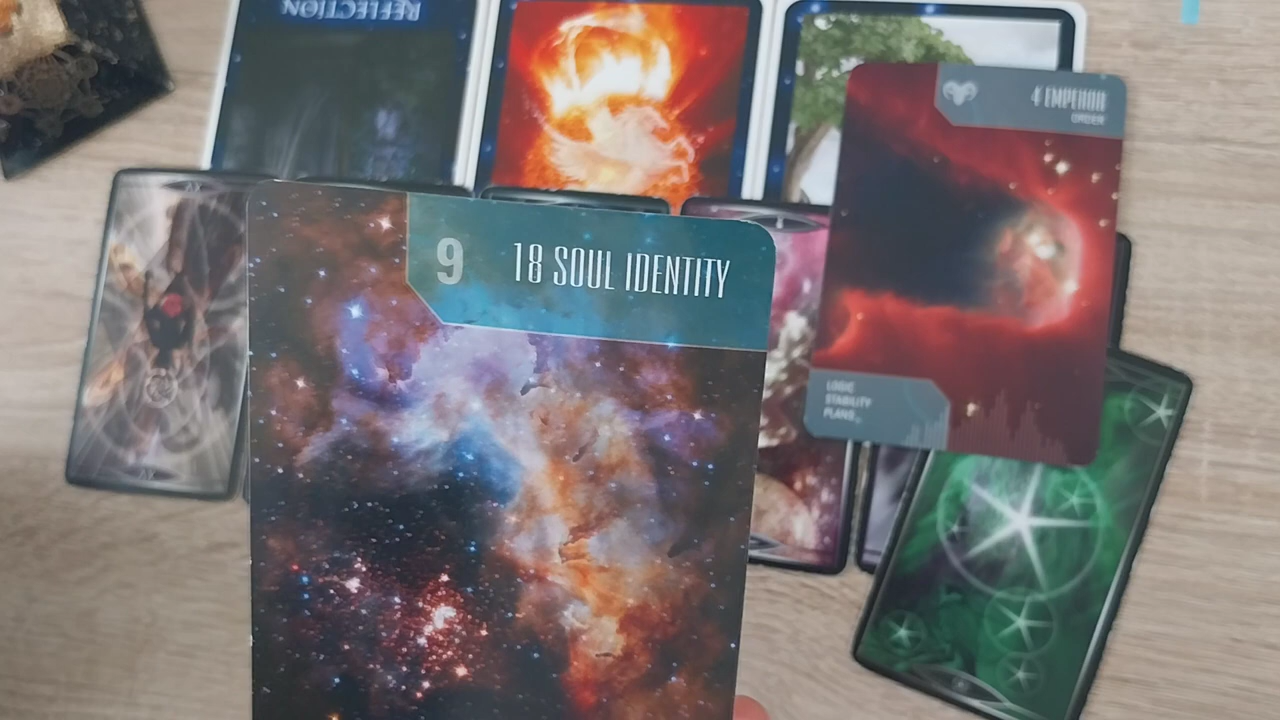 REFLECTION
4 EMPEROR
ORDER
9 18 SOUL IDENTITY
LOGIC
STABILITY
PLANS